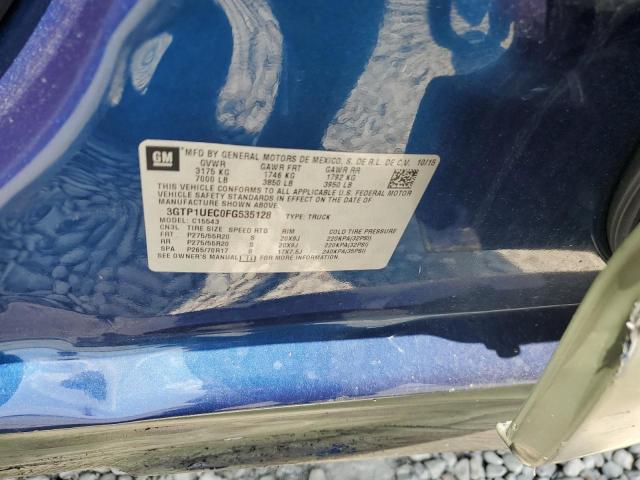 GM MFD BY GENERAL MOTORS DE MEXICO, S. DE R.L. DE C.V. 10/15
GVWR GAWR FRT GAWR RR
3175 KG 1746 KG 1792 KG
7000 LB 3850 LB 3950 LB
THIS VEHICLE CONFORMS TO ALL APPLICABLE U.S. FEDERAL MOTOR
VEHICLE SAFETY STANDARDS IN EFFECT ON THE DATE OF
MANUFACTURE SHOWN ABOVE.
3GTP1UEC0FG535128 TYPE: TRUCK
MODEL: C15543
CN3L TIRE SIZE SPEED RTG RIM COLD TIRE PRESSURE
FRT P275/55R20 S 20X9J 220KPA(32PSI)
RR P275/55R20 S 20X9J 220KPA(32PSI)
SPA P265/70R17 S 17X7.5J 240KPA(35PSI)
SEE OWNER'S MANUAL FOR MORE INFORMATION.